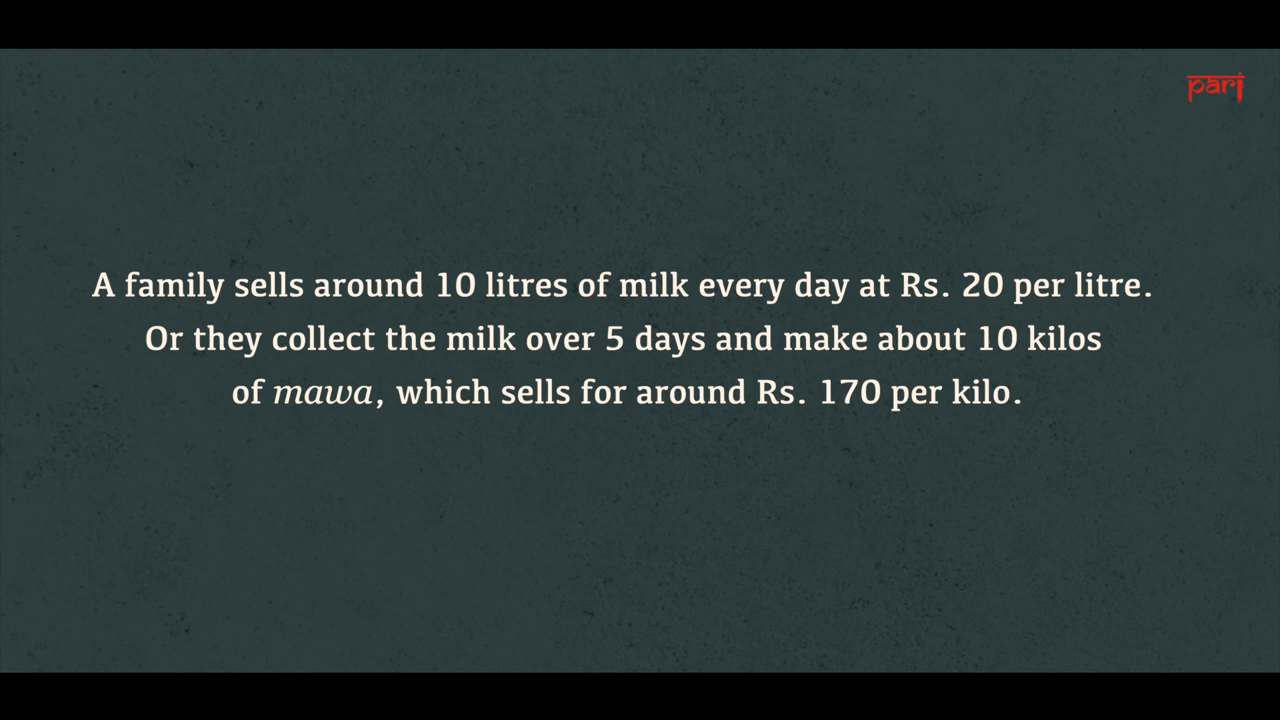 pari
A family sells around 10 litres of milk every day at Rs. 20 per litre.
Or they collect the milk over 5 days and make about 10 kilos
of mawa, which sells for around Rs. 170 per kilo.